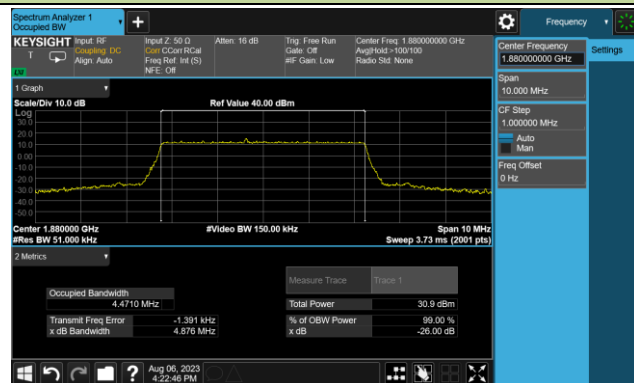 Spectrum Analyzer 1
Occupied BW
Frequency
KEYSIGHT
Input: RF
Coupling: DC
Align: Auto
Input Z: 50 Ω
Corr CCorr RCal
Freq Ref: Int (S)
NFE: Off
Atten: 16 dB
Trig: Free Run
Gate: Off
#IF Gain: Low
Center Freq: 1.880000000 GHz
Avg|Hold:>100/100
Radio Std: None
Center Frequency
1.880000000 GHz
Settings
Span
10.000 MHz
CF Step
1.000000 MHz
Auto
Man
Freq Offset
0 Hz
1 Graph
Scale/Div 10.0 dB
Ref Value 40.00 dBm
Log
30.0
20.0
10.0
0.00
-10.0
-20.0
-30.0
-40.0
-50.0
Center 1.88000 GHz
#Video BW 150.00 kHz
Span 10 MHz
#Res BW 51.000 kHz
Sweep 3.73 ms (2001 pts)
2 Metrics
Measure Trace
Trace 1
Occupied Bandwidth
4.4710 MHz
Total Power
30.9 dBm
Transmit Freq Error
-1.391 kHz
% of OBW Power
99.00 %
x dB Bandwidth
4.876 MHz
x dB
-26.00 dB
Aug 06, 2023
4:22:46 PM